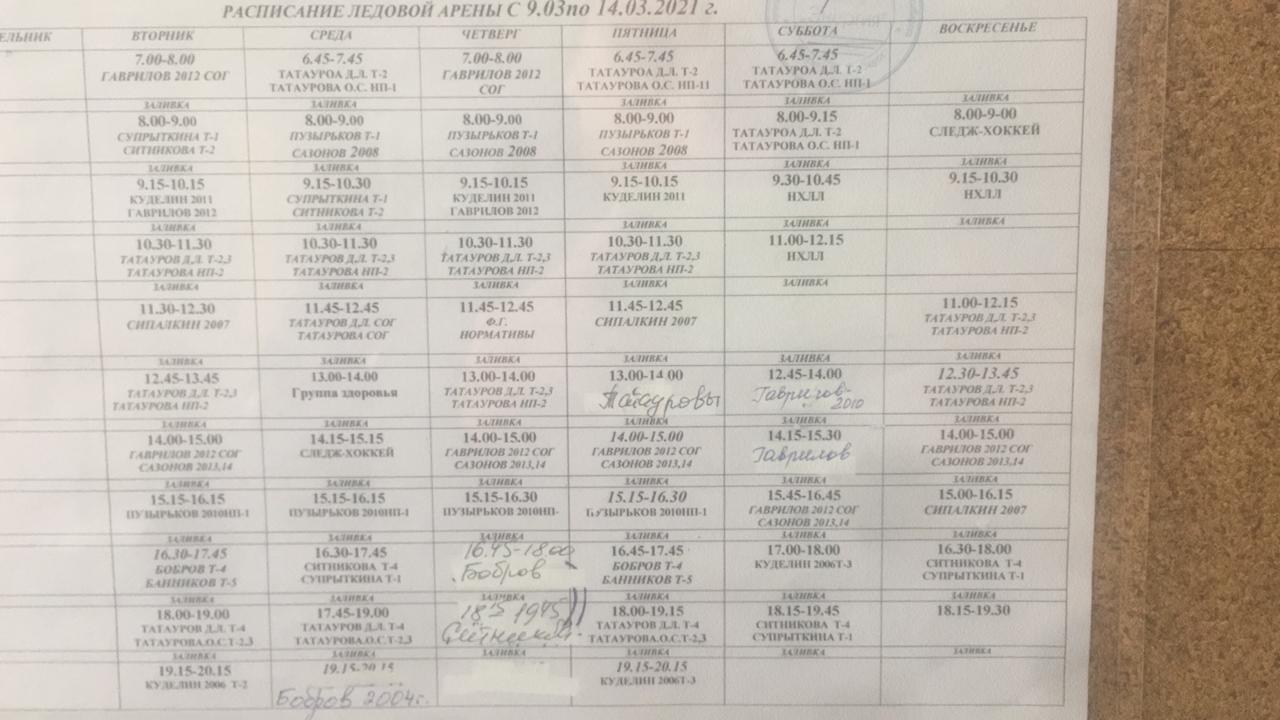 РАСПИСАНИЕ ЛЕДОВОЙ АРЕНЫ С 9.03по 14.03.2021 г.
ЕЛЬНИК ВТОРНИК СРЕДА ЧЕТВЕРГ ПЯТНИЦА СУББОТА ВОСКРЕСЕНЬЕ
7.00-8.00 6.45-7.45 7.00-8.00 6.45-7.45 6.45-7.45
ГАВРИЛОВ 2012 СОГ ТАТАУРОА Д.Л. Т-2 ГАВРИЛОВ 2012 ТАТАУРОА Д.Л. Т-2 ТАТАУРОА Д.Л. Т-2
ТАТАУРОВА О.С. НП-1 СОГ ТАТАУРОВА О.С. НП-11 ТАТАУРОВА О.С. НП-1
ЗАЛИВКА ЗАЛИВКА ЗАЛИВКА ЗАЛИВКА ЗАЛИВКА
8.00-9.00 8.00-9.00 8.00-9.00 8.00-9.00 8.00-9.15 8.00-9-00
СУПРЫТКИНА Т-1 ПУЗЫРЬКОВ Т-1 ПУЗЫРЬКОВ Т-1 ПУЗЫРЬКОВ Т-1 ТАТАУРОА Д.Л. Т-2 СЛЕДЖ-ХОККЕЙ
СИТНИКОВА Т-2 САЗОНОВ 2008 САЗОНОВ 2008 САЗОНОВ 2008 ТАТАУРОВА О.С. НП-1
ЗАЛИВКА ЗАЛИВКА ЗАЛИВКА ЗАЛИВКА ЗАЛИВКА ЗАЛИВКА
9.15-10.15 9.15-10.30 9.15-10.15 9.15-10.15 9.30-10.45 9.15-10.30
КУДЕЛИН 2011 СУПРЫТКИНА Т-1 КУДЕЛИН 2011 КУДЕЛИН 2011 НХЛЛ НХЛЛ
ГАВРИЛОВ 2012 СИТНИКОВА Т-2 ГАВРИЛОВ 2012
ЗАЛИВКА ЗАЛИВКА ЗАЛИВКА ЗАЛИВКА ЗАЛИВКА ЗАЛИВКА
10.30-11.30 10.30-11.30 10.30-11.30 10.30-11.30 11.00-12.15
ТАТАУРОВ Д.Л. Т-2,3 ТАТАУРОВ Д.Л. Т-2,3 ТАТАУРОВ Д.Л. Т-2,3 ТАТАУРОВ Д.Л. Т-2,3 НХЛЛ
ТАТАУРОВА НП-2 ТАТАУРОВА НП-2 ТАТАУРОВА НП-2 ТАТАУРОВА НП-2
ЗАЛИВКА ЗАЛИВКА ЗАЛИВКА ЗАЛИВКА ЗАЛИВКА
11.30-12.30 11.45-12.45 11.45-12.45 11.45-12.45 11.00-12.15
СИПАЛКИН 2007 ТАТАУРОВ Д.Л. СОГ Ф.Г. СИПАЛКИН 2007 ТАТАУРОВ Д.Л. Т-2,3
ТАТАУРОВА СОГ НОРМАТИВЫ ТАТАУРОВА НП-2
ЗАЛИВКА ЗАЛИВКА ЗАЛИВКА ЗАЛИВКА ЗАЛИВКА ЗАЛИВКА
12.45-13.45 13.00-14.00 13.00-14.00 13.00-14.00 12.45-14.00 12.30-13.45
ТАТАУРОВ Д.Л. Т-2,3 Группа здоровья ТАТАУРОВ Д.Л. Т-2,3 Татауровы Гаврилов- ТАТАУРОВ Д.Л. Т-2,3
ТАТАУРОВА НП-2 ТАТАУРОВА НП-2 2010 ТАТАУРОВА НП-2
ЗАЛИВКА ЗАЛИВКА ЗАЛИВКА ЗАЛИВКА ЗАЛИВКА ЗАЛИВКА
14.00-15.00 14.15-15.15 14.00-15.00 14.00-15.00 14.15-15.30 14.00-15.00
ГАВРИЛОВ 2012 СОГ СЛЕДЖ-ХОККЕЙ ГАВРИЛОВ 2012 СОГ ГАВРИЛОВ 2012 СОГ Гаврилов ГАВРИЛОВ 2012 СОГ
САЗОНОВ 2013,14 САЗОНОВ 2013,14 САЗОНОВ 2013,14 САЗОНОВ 2013,14
ЗАЛИВКА ЗАЛИВКА ЗАЛИВКА ЗАЛИВКА ЗАЛИВКА ЗАЛИВКА
15.15-16.15 15.15-16.15 15.15-16.30 15.15-16.30 15.45-16.45 15.00-16.15
ПУЗЫРЬКОВ 2010НП-1 ПУЗЫРЬКОВ 2010НП-1 ПУЗЫРЬКОВ 2010НП- БУЗЫРЬКОВ 2010НП-1 ГАВРИЛОВ 2012 СОГ СИПАЛКИН 2007
САЗОНОВ 2013,14
ЗАЛИВКА ЗАЛИВКА ЗАЛИВКА ЗАЛИВКА ЗАЛИВКА ЗАЛИВКА
16.30-17.45 16.30-17.45 16.45-18.00 16.45-17.45 17.00-18.00 16.30-18.00
БОБРОВ Т-4 СИТНИКОВА Т-4 Бобров БОБРОВ Т-4 КУДЕЛИН 2006Т-3 СИТНИКОВА Т-4
БАННИКОВ Т-5 СУПРЫТКИНА Т-1 БАННИКОВ Т-5 СУПРЫТКИНА Т-1
ЗАЛИВКА ЗАЛИВКА ЗАЛИВКА ЗАЛИВКА ЗАЛИВКА ЗАЛИВКА
18.00-19.00 17.45-19.00 18.15 1945 18.00-19.15 18.15-19.45 18.15-19.30
ТАТАУРОВ Д.Л. Т-4 ТАТАУРОВ Д.Л. Т-4 ТАТАУРОВ Д.Л. Т-4 СИТНИКОВА Т-4
ТАТАУРОВА.О.С.Т-2,3 ТАТАУРОВА.О.С.Т-2,3 ТАТАУРОВА.О.С.Т-2,3 СУПРЫТКИНА Т-1
ЗАЛИВКА ЗАЛИВКА ЗАЛИВКА ЗАЛИВКА ЗАЛИВКА ЗАЛИВКА
19.15-20.15 19.15-20.15 19.15-20.15
КУДЕЛИН 2006 Т-2 Бобров 2004г. КУДЕЛИН 2006Т-3